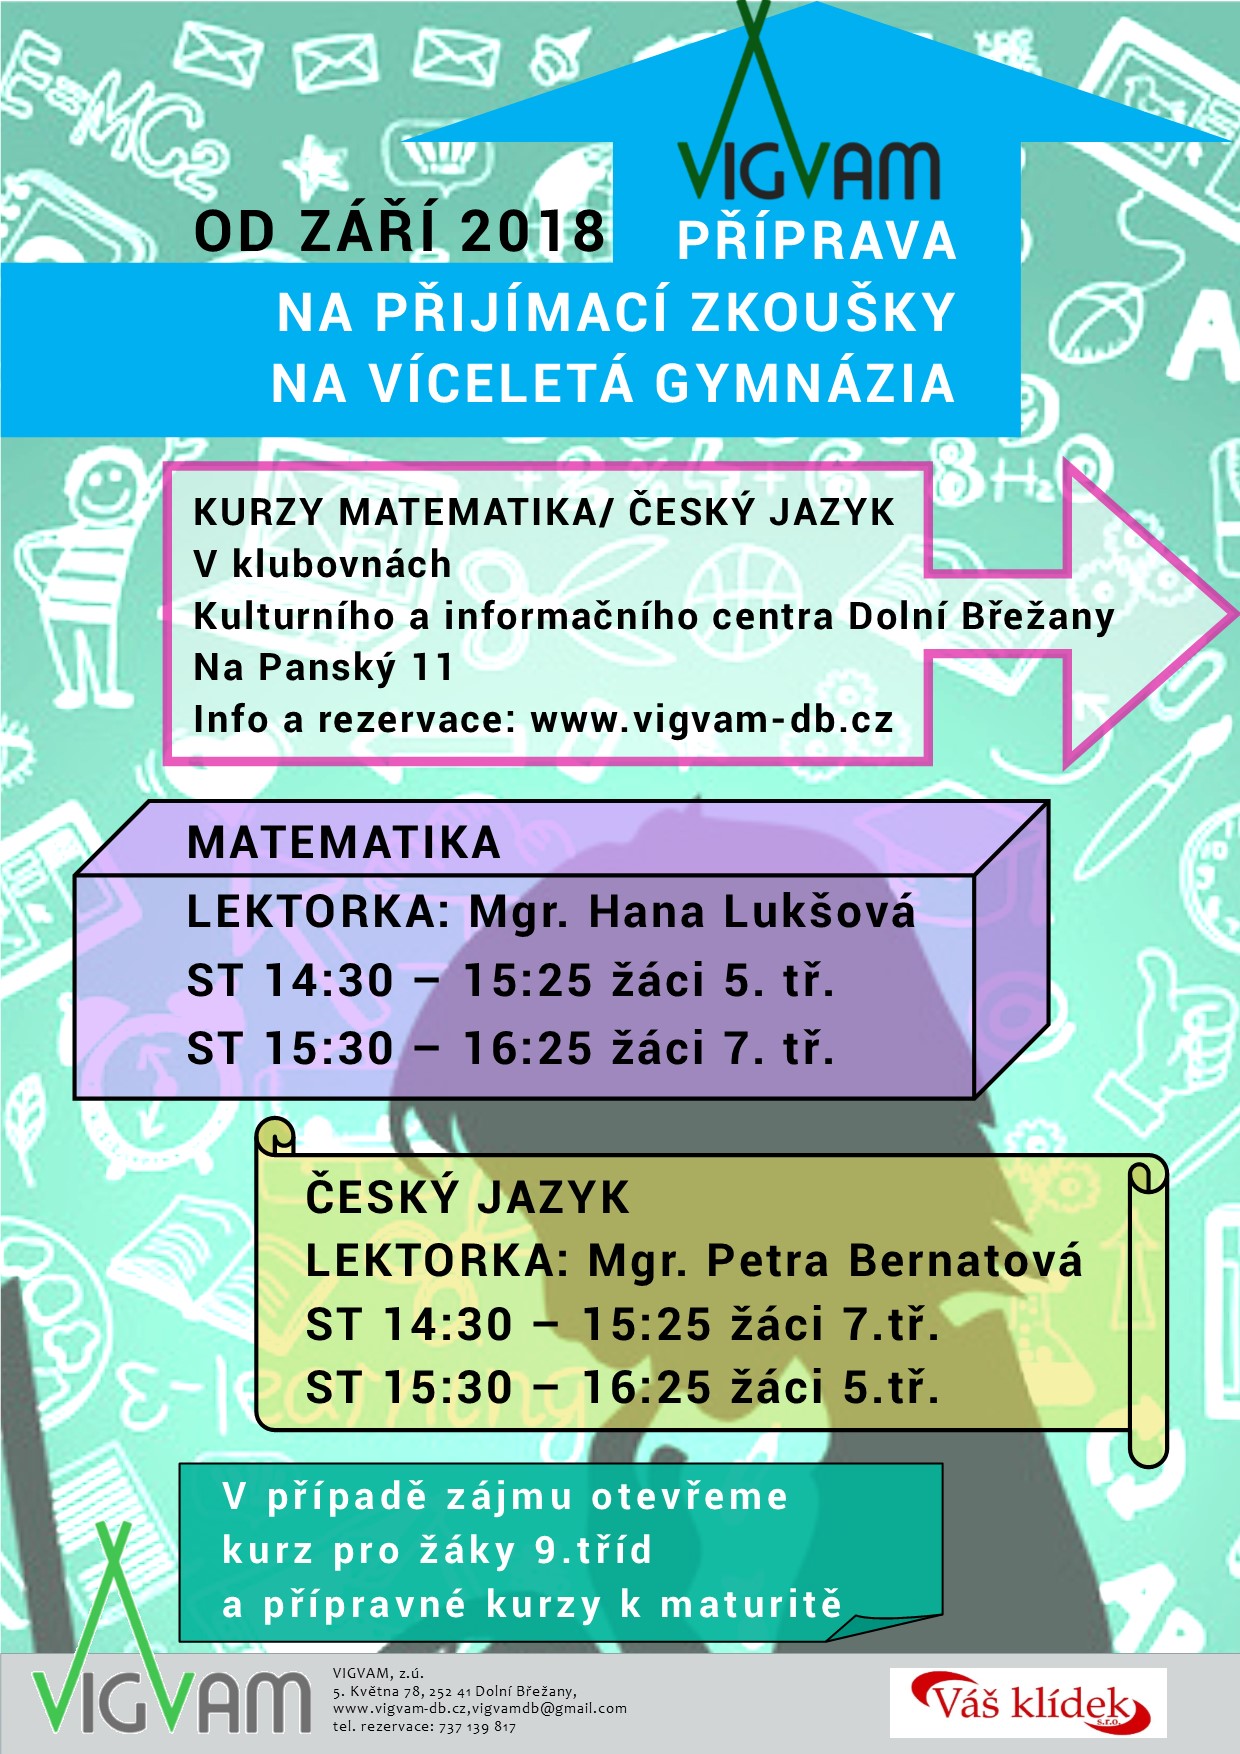 E=MC2
VIGVAM
OD ZÁŘÍ 2018
PŘÍPRAVA
NA PŘIJÍMACÍ ZKOUŠKY
NA VÍCELETÁ GYMNÁZIA
KURZY MATEMATIKA/ ČESKÝ JAZYK
V klubovnách
Kulturního a informačního centra Dolní Břežany
Na Panský 11
Info a rezervace: www.vigvam-db.cz
MATEMATIKA
LEKTORKA: Mgr. Hana Lukšová
ST 14:30 – 15:25 žáci 5. tř.
ST 15:30 – 16:25 žáci 7. tř.
ČESKÝ JAZYK
LEKTORKA: Mgr. Petra Bernatová
ST 14:30 – 15:25 žáci 7.tř.
ST 15:30 – 16:25 žáci 5.tř.
E-learning
V případě zájmu otevřeme
kurz pro žáky 9.tříd
a přípravné kurzy k maturitě
VIGVAM
VIGVAM, z.ú.
5. Května 78, 252 41 Dolní Břežany,
www.vigvam-db.cz,vigvamdb@gmail.com
tel. rezervace: 737 139 817
Váš klídek
s.r.o.